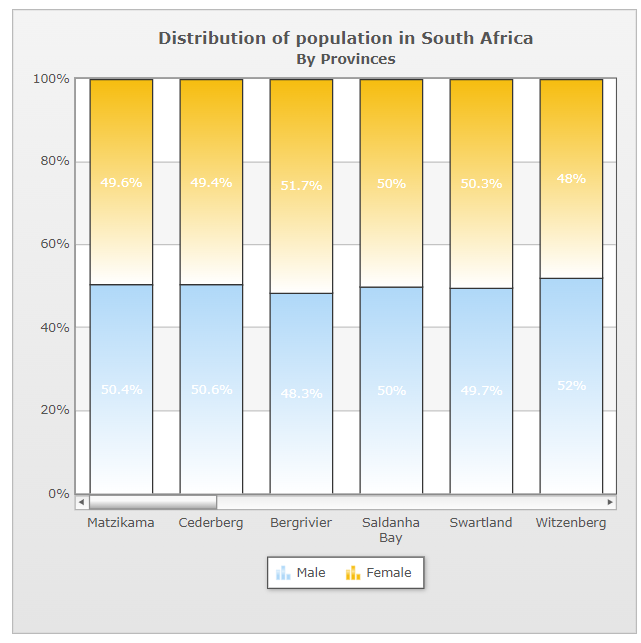 Distribution of population in South Africa
By Provinces
100%
80%
60%
40%
20%
0%
49.6%
49.4%
51.7%
50%
50.3%
48%
50.4%
50.6%
48.3%
50%
49.7%
52%
Matzikama
Cederberg
Bergrivier
Saldanha
Bay
Swartland
Witzenberg
Male
Female